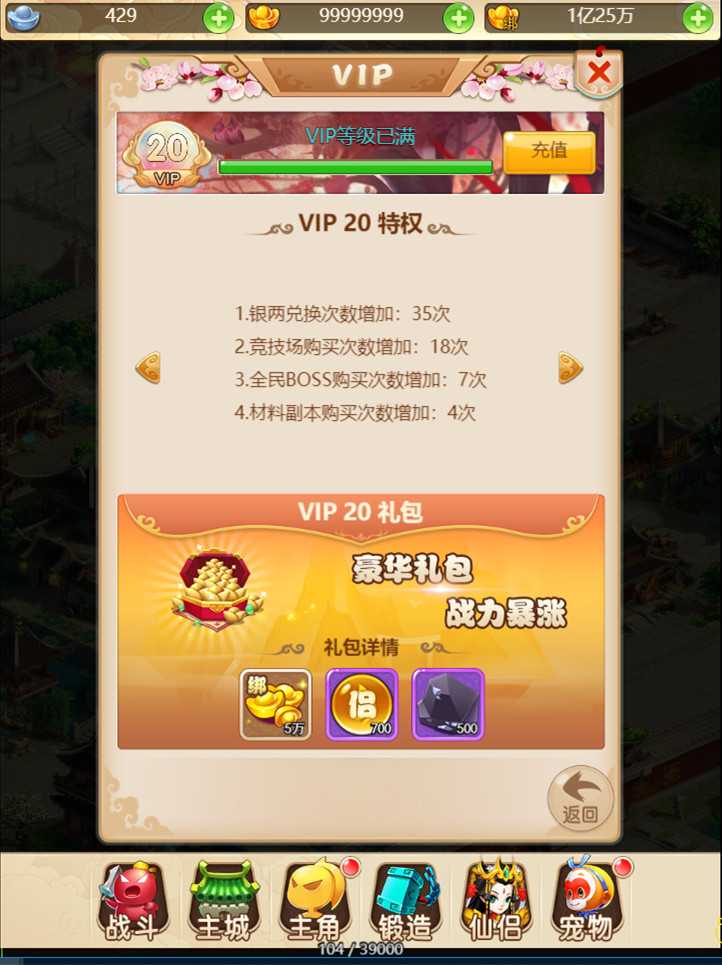 429
99999999
绑
1亿25万
VIP
20
VIP
VIP等级已满
充值
VIP 20 特权
1.银两兑换次数增加：35次
2.竞技场购买次数增加：18次
3.全民BOSS购买次数增加：7次
4.材料副本购买次数增加：4次
VIP 20 礼包
豪华礼包
战力暴涨
礼包详情
绑
5万
侣
700
500
返回
战斗
主城
主角
锻造
仙侣
宠物
104 / 39000